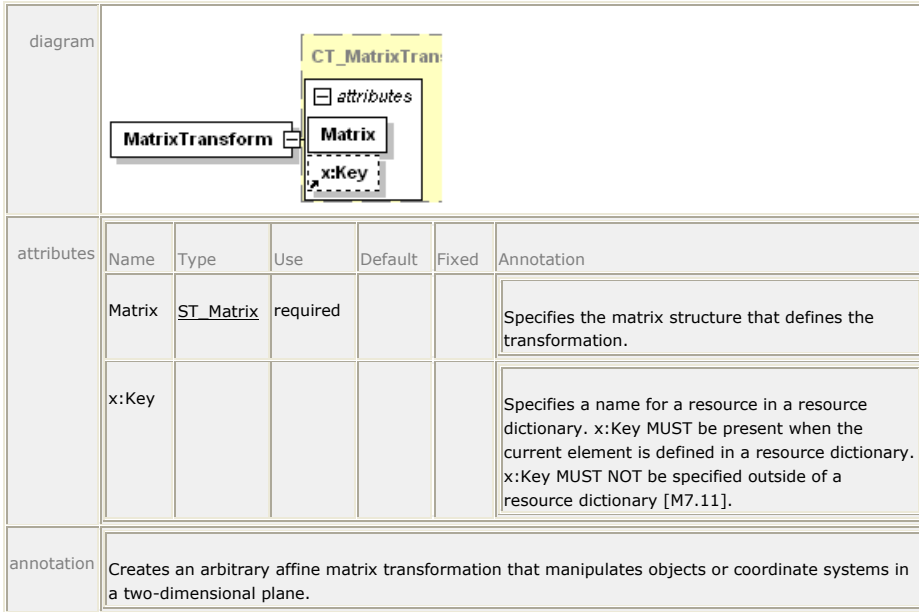 diagram
CT_MatrixTran
attributes
MatrixTransform
Matrix
x:Key
attributes
Name Type Use Default Fixed Annotation
Matrix ST_Matrix required
Specifies the matrix structure that defines the
transformation.
x:Key
Specifies a name for a resource in a resource
dictionary. x:Key MUST be present when the
current element is defined in a resource dictionary.
x:Key MUST NOT be specified outside of a
resource dictionary [M7.11].
annotation
Creates an arbitrary affine matrix transformation that manipulates objects or coordinate systems in
a two-dimensional plane.